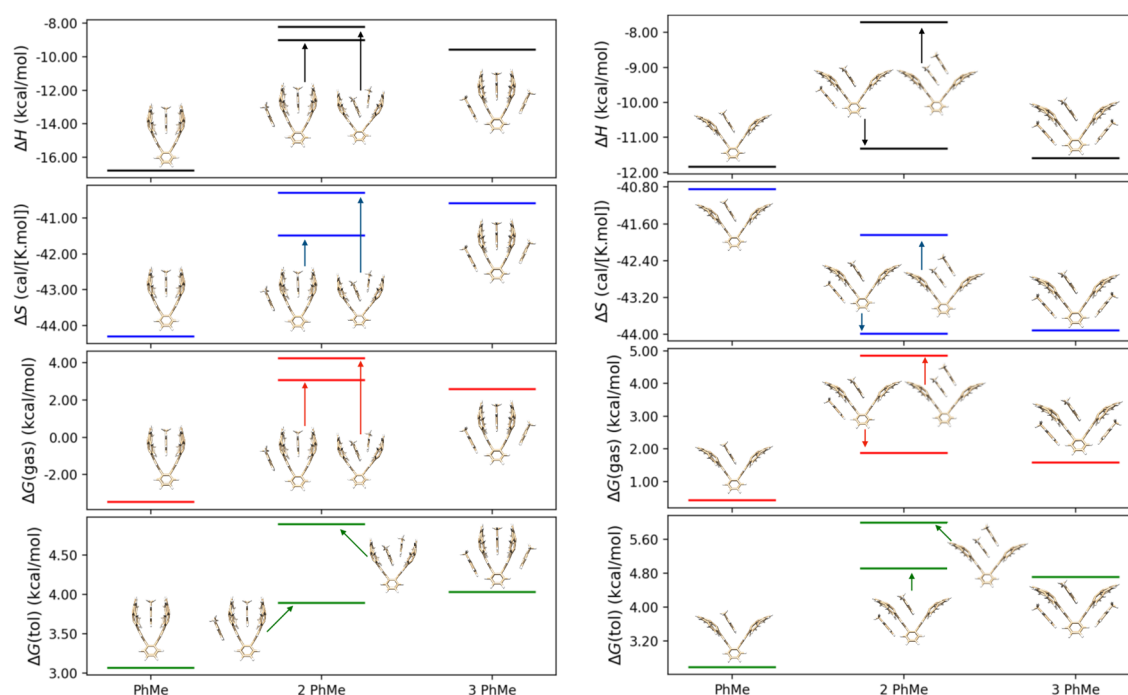 -8.00
-10.00
-12.00
-14.00
-16.00
ΔH (kcal/mol)
-41.00
-42.00
-43.00
-44.00
ΔS (cal/[K.mol])
4.00
2.00
0.00
-2.00
ΔG(gas) (kcal/mol)
4.50
4.00
3.50
3.00
ΔG(tol) (kcal/mol)
PhMe
2 PhMe
3 PhMe
-8.00
-9.00
-10.00
-11.00
-12.00
ΔH (kcal/mol)
-40.80
-41.60
-42.40
-43.20
-44.00
ΔS (cal/[K.mol])
5.00
4.00
3.00
2.00
1.00
ΔG(gas) (kcal/mol)
5.60
4.80
4.00
3.20
ΔG(tol) (kcal/mol)
PhMe
2 PhMe
3 PhMe